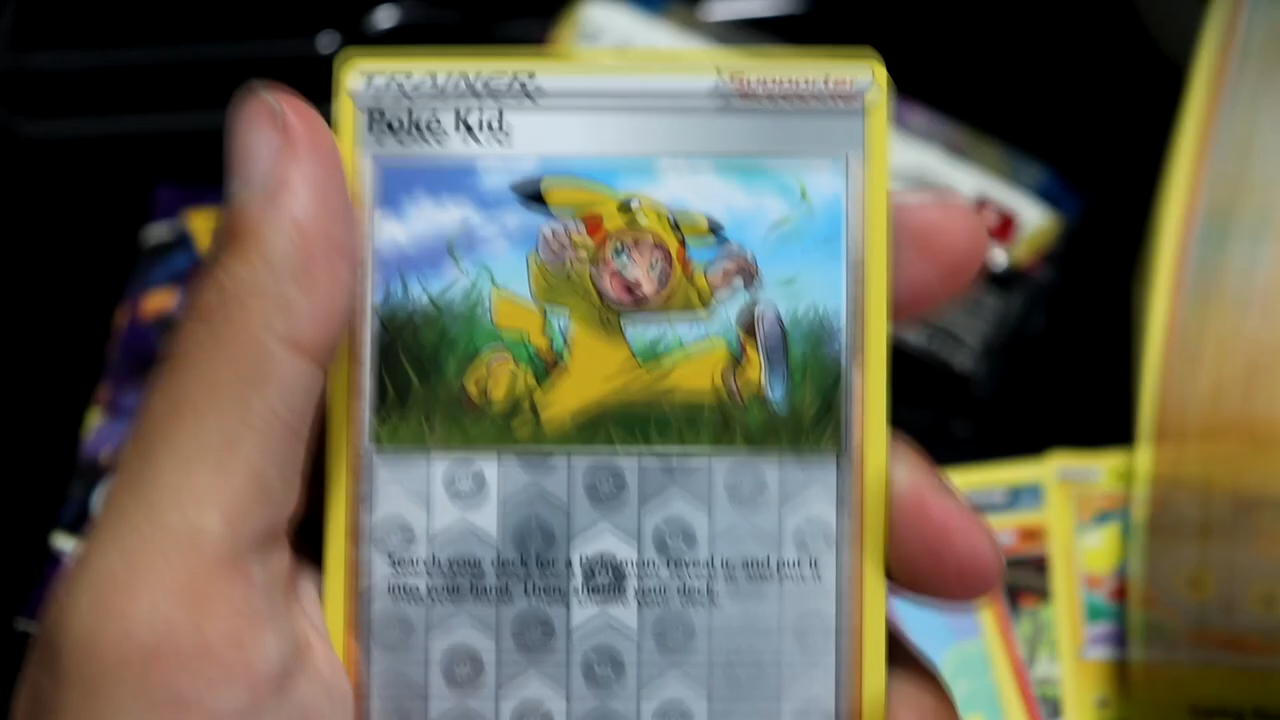 TRAINER
Supporter
Poké Kid
Search your deck for a Pokémon, reveal it, and put it
into your hand. Then, shuffle your deck.